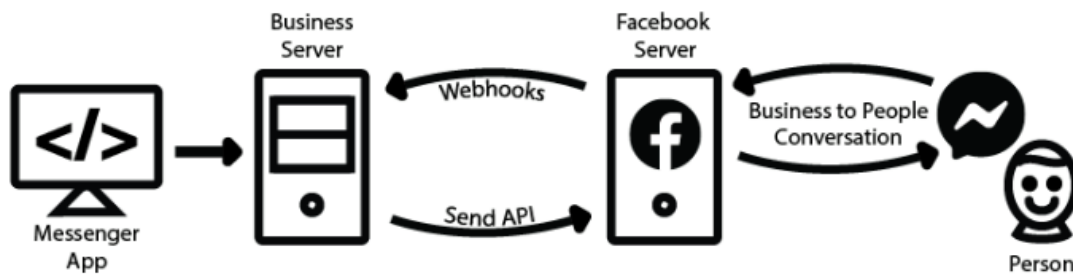 Business
Server
Facebook
Server
Webhooks
Business to People
Conversation
</>
f
Send API
Messenger
App
Person